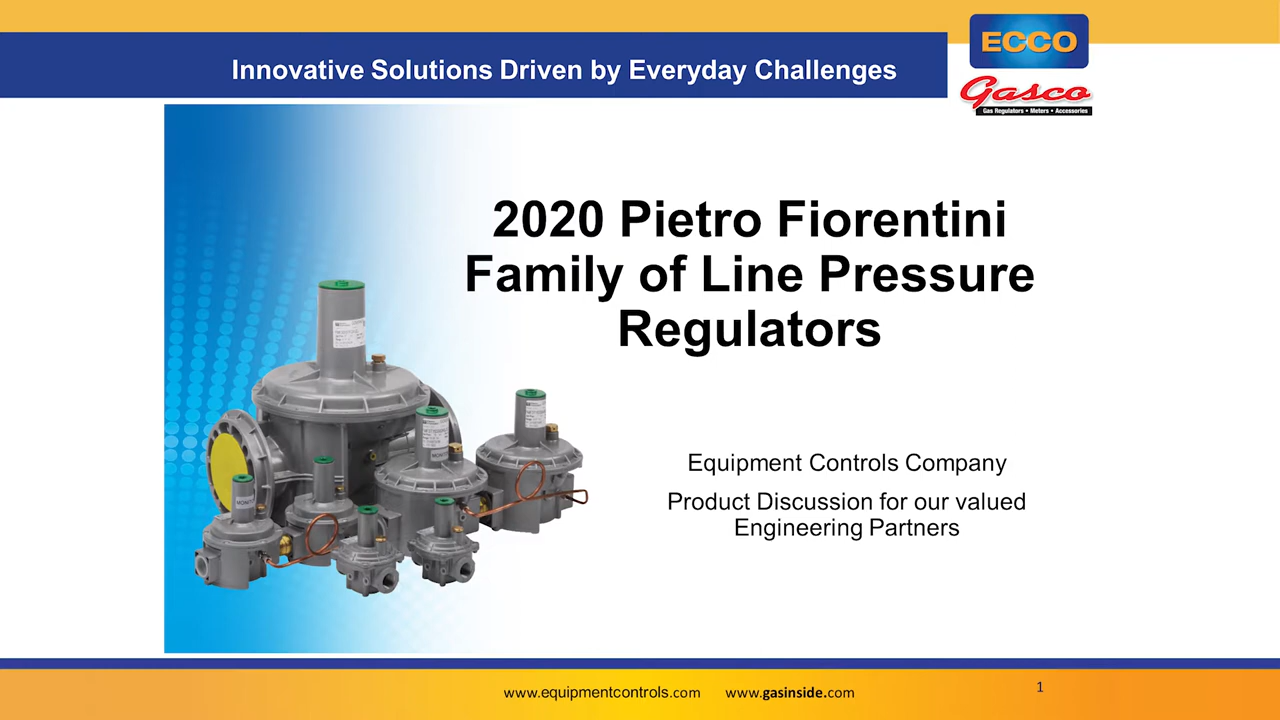 Innovative Solutions Driven by Everyday Challenges
ECCO
Gasco
Gas Regulators • Meters • Accessories
2020 Pietro Fiorentini
Family of Line Pressure
Regulators
Equipment Controls Company
Product Discussion for our valued
Engineering Partners
www.equipmentcontrols.com www.gasinside.com
1